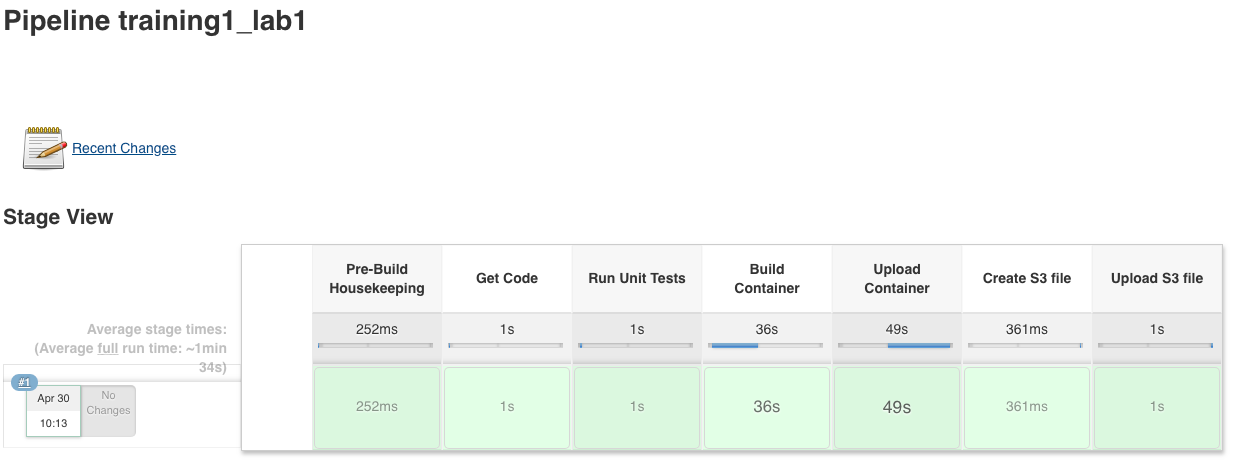 Pipeline training1_lab1
Recent Changes
Stage View
Pre-Build
Housekeeping
Get Code
Run Unit Tests
Build
Container
Upload
Container
Create S3 file
Upload S3 file
Average stage times:
(Average full run time: ~1min
34s)
252ms
1s
1s
36s
49s
361ms
1s
#1
Apr 30
10:13
No
Changes
252ms
1s
1s
36s
49s
361ms
1s